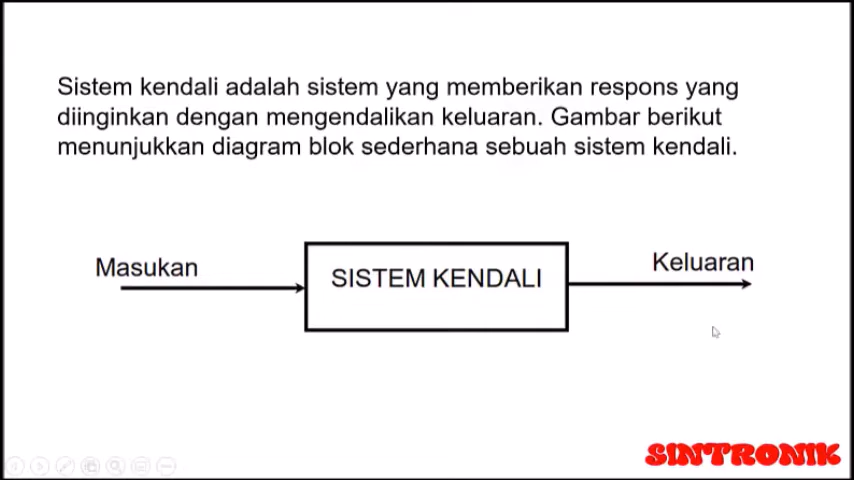 Sistem kendali adalah sistem yang memberikan respons yang
diinginkan dengan mengendalikan keluaran. Gambar berikut
menunjukkan diagram blok sederhana sebuah sistem kendali.
Masukan
SISTEM KENDALI
Keluaran
SINTRONIK